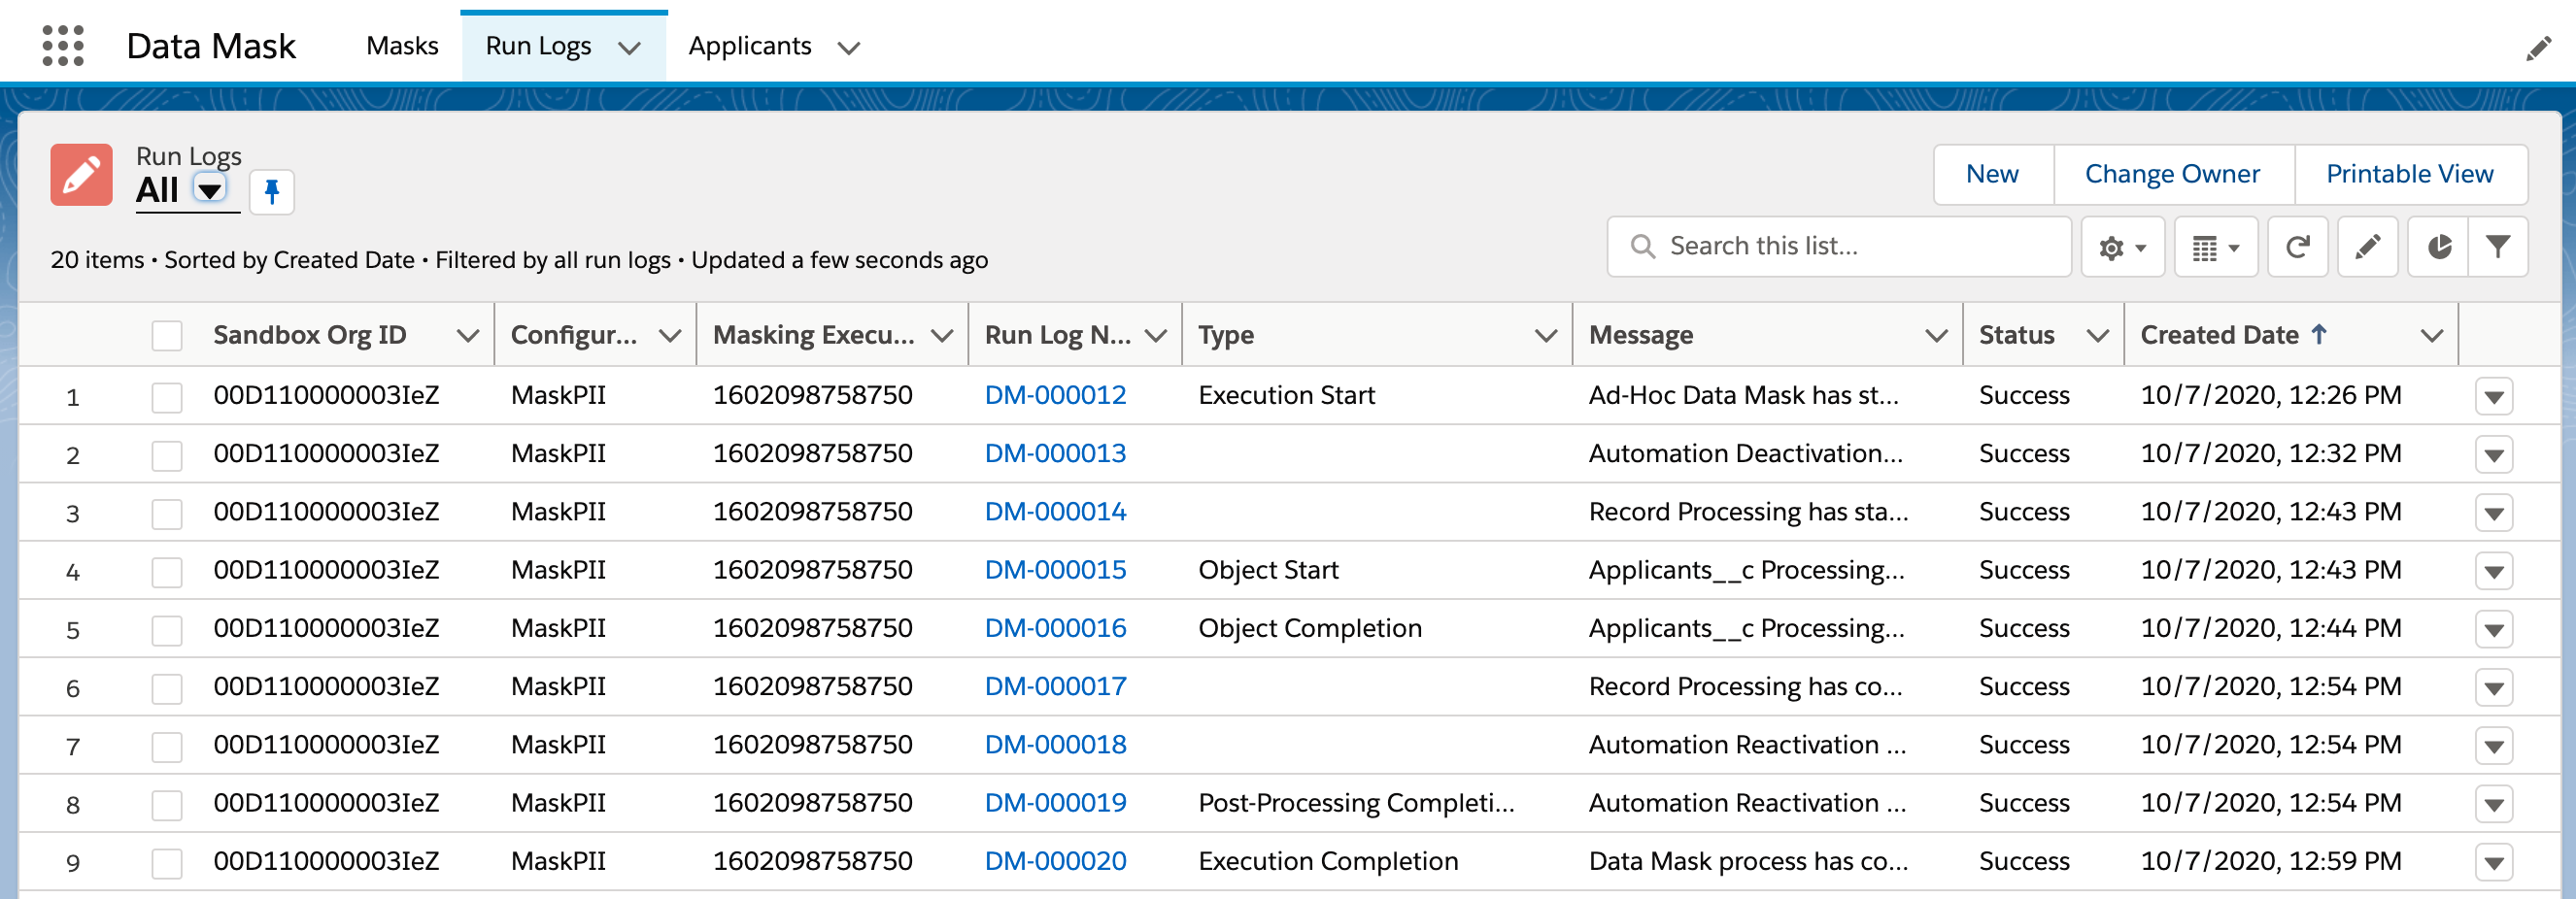 Data Mask Masks Run Logs Applicants
Run Logs
All
New Change Owner Printable View
20 items • Sorted by Created Date • Filtered by all run logs • Updated a few seconds ago
Search this list...
Sandbox Org ID Configur... Masking Execu... Run Log N... Type Message Status Created Date
1 00D110000003IeZ MaskPII 1602098758750 DM-000012 Execution Start Ad-Hoc Data Mask has st... Success 10/7/2020, 12:26 PM
2 00D110000003IeZ MaskPII 1602098758750 DM-000013 Automation Deactivation... Success 10/7/2020, 12:32 PM
3 00D110000003IeZ MaskPII 1602098758750 DM-000014 Record Processing has sta... Success 10/7/2020, 12:43 PM
4 00D110000003IeZ MaskPII 1602098758750 DM-000015 Object Start Applicants__c Processing... Success 10/7/2020, 12:43 PM
5 00D110000003IeZ MaskPII 1602098758750 DM-000016 Object Completion Applicants__c Processing... Success 10/7/2020, 12:44 PM
6 00D110000003IeZ MaskPII 1602098758750 DM-000017 Record Processing has co... Success 10/7/2020, 12:54 PM
7 00D110000003IeZ MaskPII 1602098758750 DM-000018 Automation Reactivation ... Success 10/7/2020, 12:54 PM
8 00D110000003IeZ MaskPII 1602098758750 DM-000019 Post-Processing Completi... Automation Reactivation ... Success 10/7/2020, 12:54 PM
9 00D110000003IeZ MaskPII 1602098758750 DM-000020 Execution Completion Data Mask process has co... Success 10/7/2020, 12:59 PM